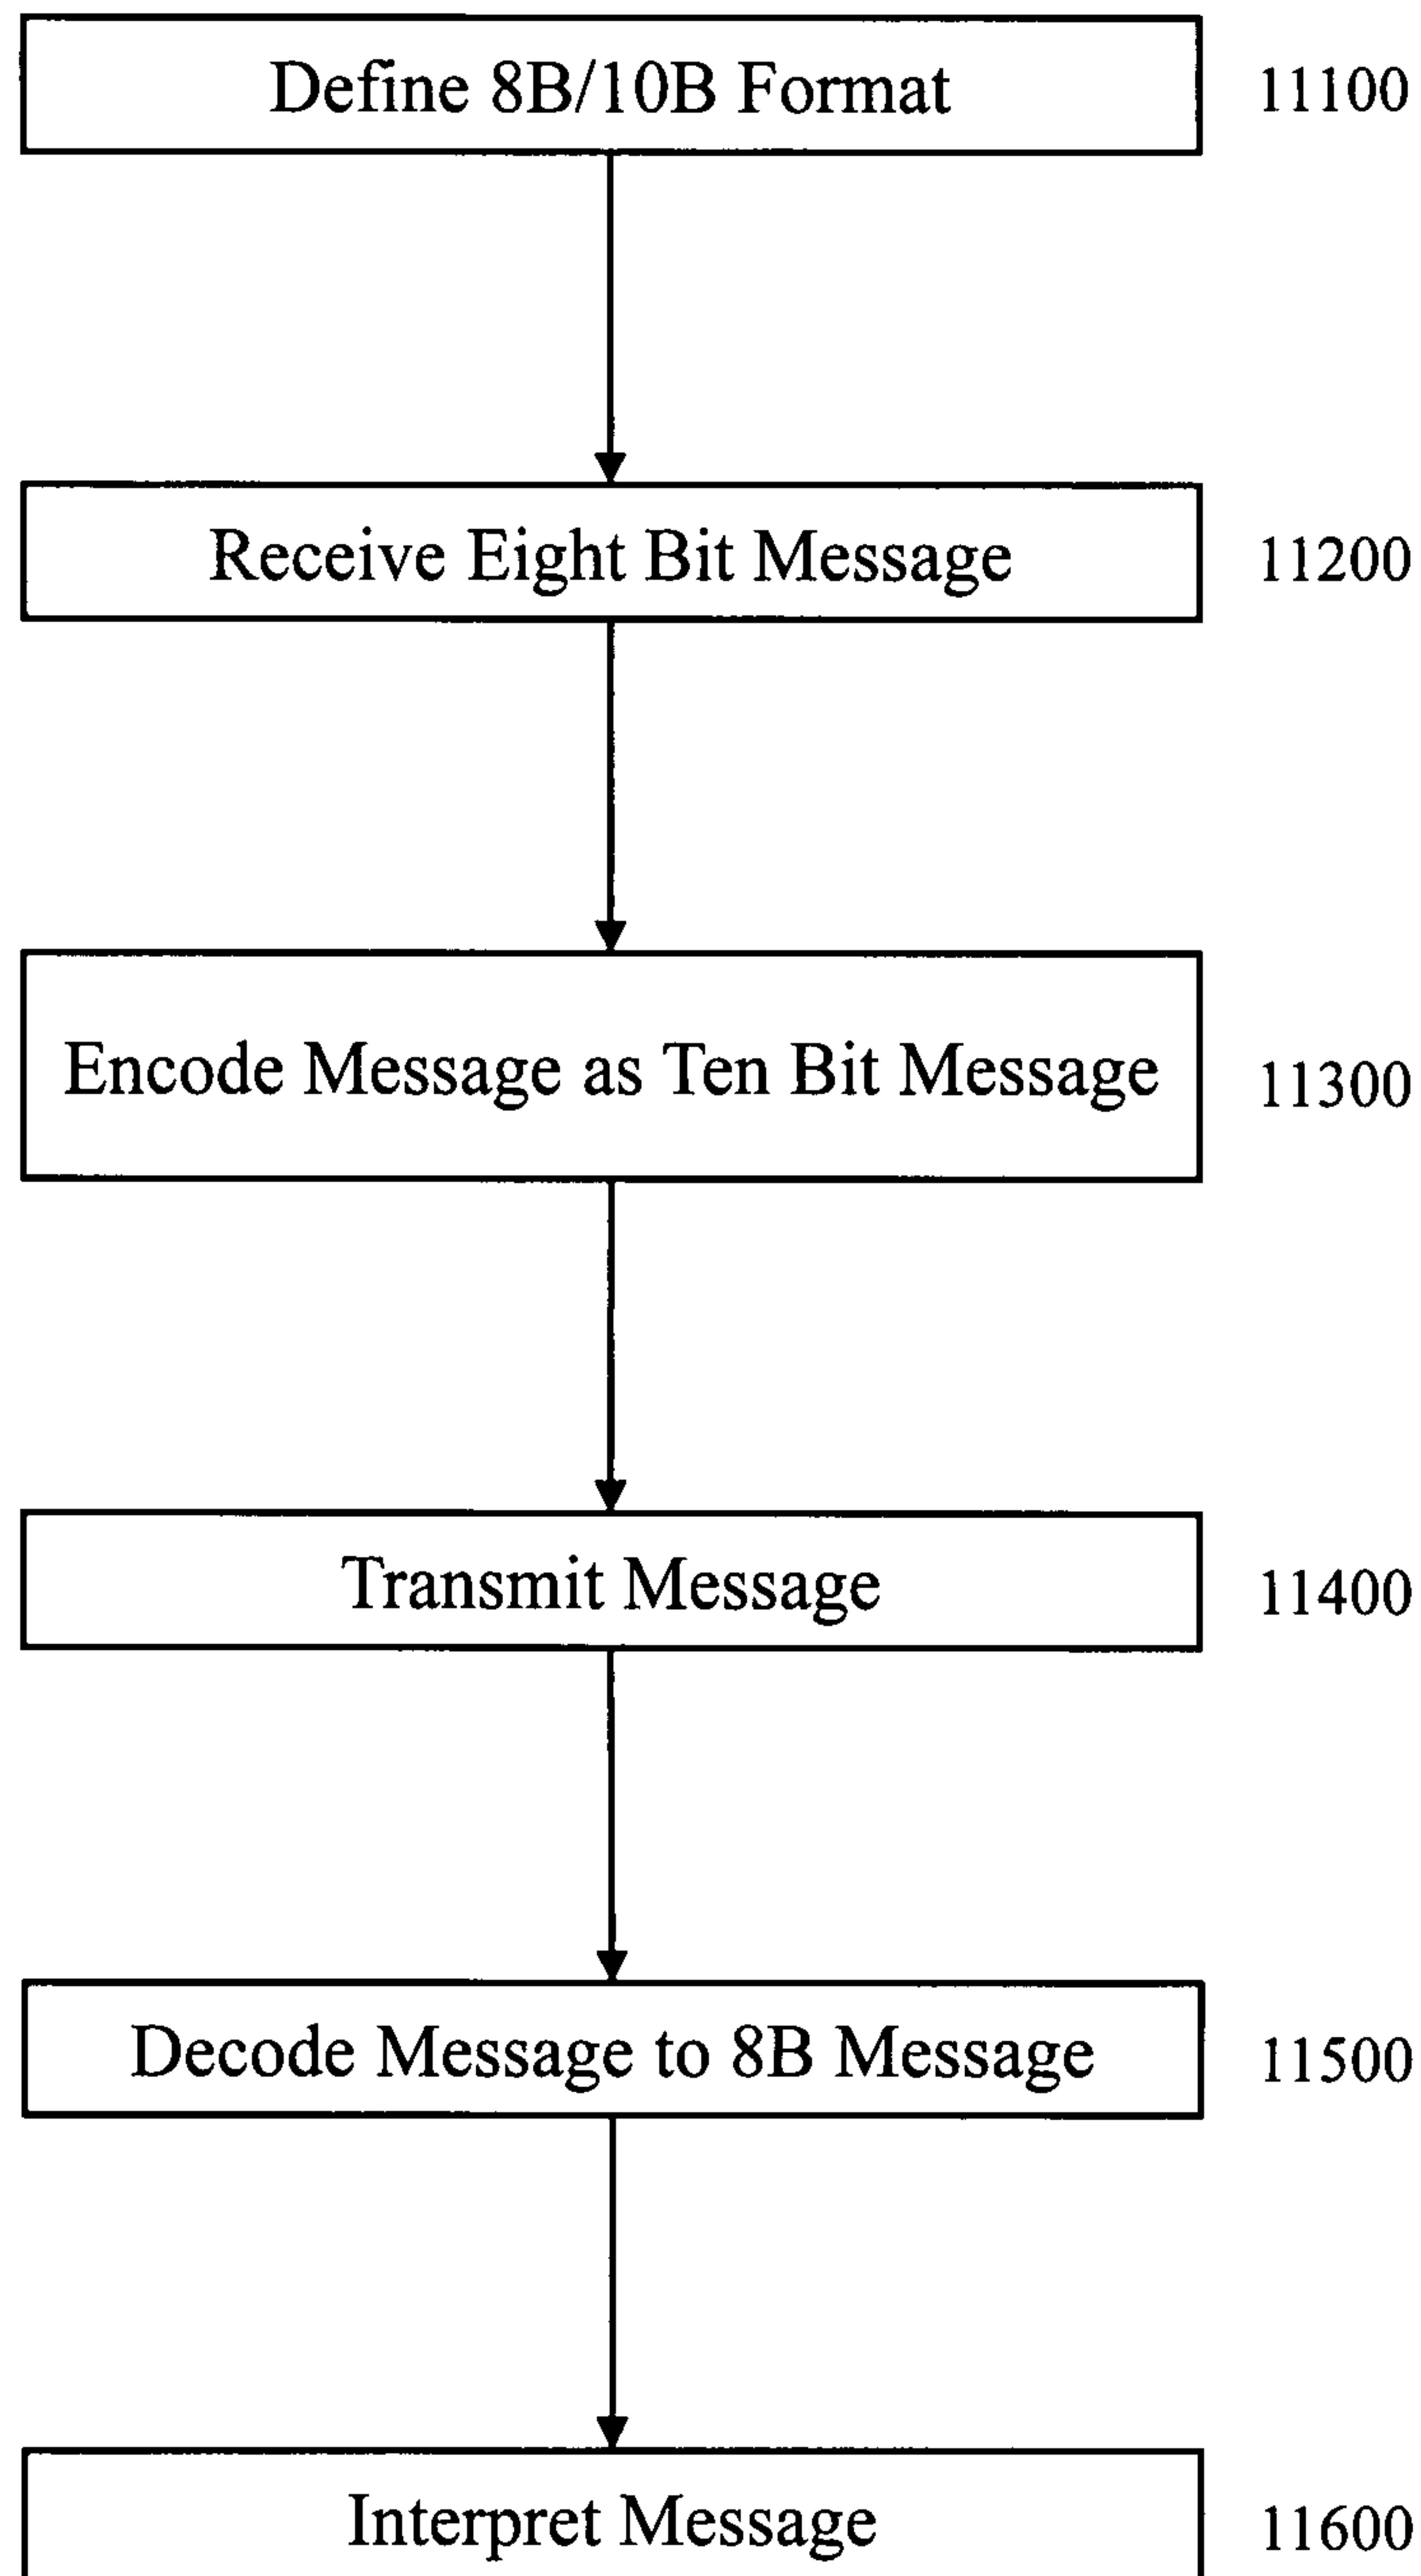 Define 8B/10B Format 11100
Receive Eight Bit Message 11200
Encode Message as Ten Bit Message 11300
Transmit Message 11400
Decode Message to 8B Message 11500
Interpret Message 11600